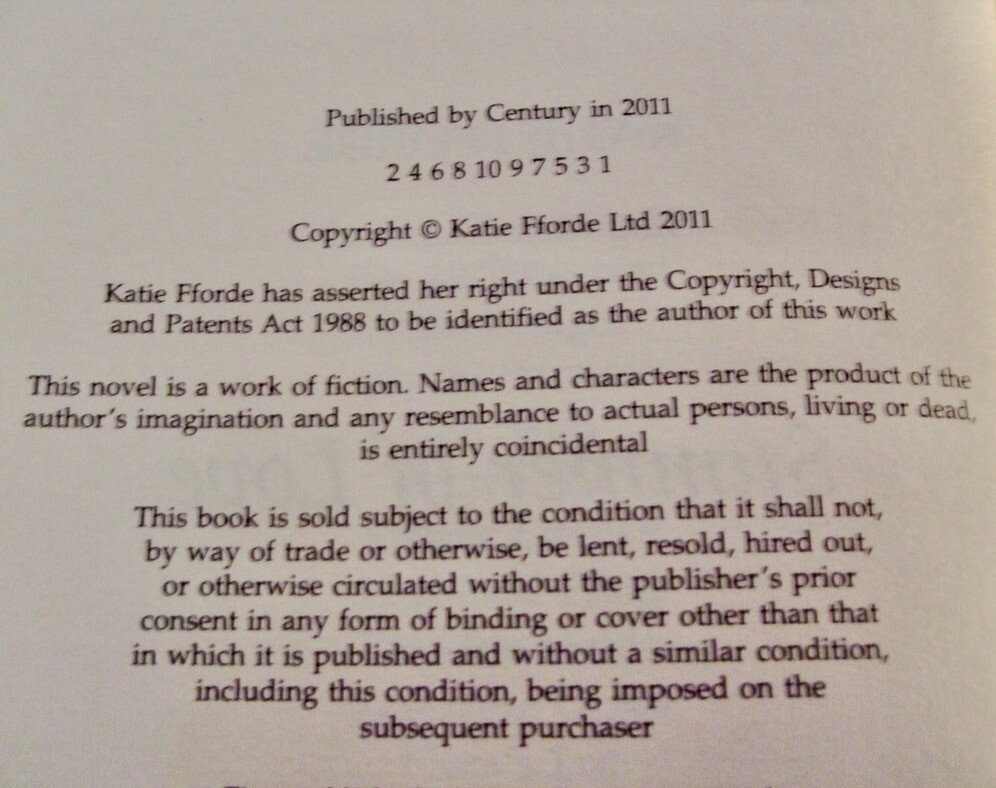 Published by Century in 2011
2 4 6 8 10 9 7 5 3 1
Copyright © Katie Fforde Ltd 2011
Katie Fforde has asserted her right under the Copyright, Designs
and Patents Act 1988 to be identified as the author of this work
This novel is a work of fiction. Names and characters are the product of the
author's imagination and any resemblance to actual persons, living or dead,
is entirely coincidental
This book is sold subject to the condition that it shall not,
by way of trade or otherwise, be lent, resold, hired out,
or otherwise circulated without the publisher's prior
consent in any form of binding or cover other than that
in which it is published and without a similar condition,
including this condition, being imposed on the
subsequent purchaser